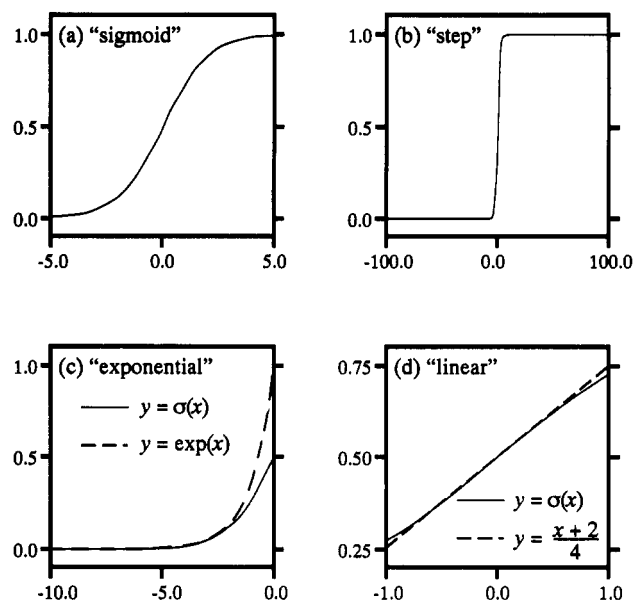 (a) “sigmoid”
1.0
0.5
0.0
-5.0 0.0 5.0
(b) “step”
1.0
0.5
0.0
-100.0 0.0 100.0
(c) “exponential”
1.0
y = σ(x)
y = exp(x)
0.5
0.0
-10.0 -5.0 0.0
(d) “linear”
0.75
0.50
y = σ(x)
y = x + 2
4
0.25
-1.0 0.0 1.0